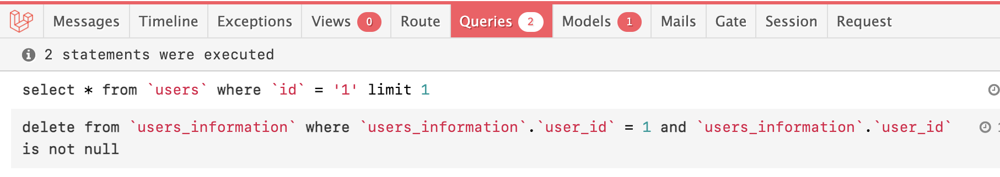 Messages Timeline Exceptions Views 0 Route Queries 2 Models 1 Mails Gate Session Request
2 statements were executed
select * from `users` where `id` = '1' limit 1
delete from `users_information` where `users_information`.`user_id` = 1 and `users_information`.`user_id`
is not null